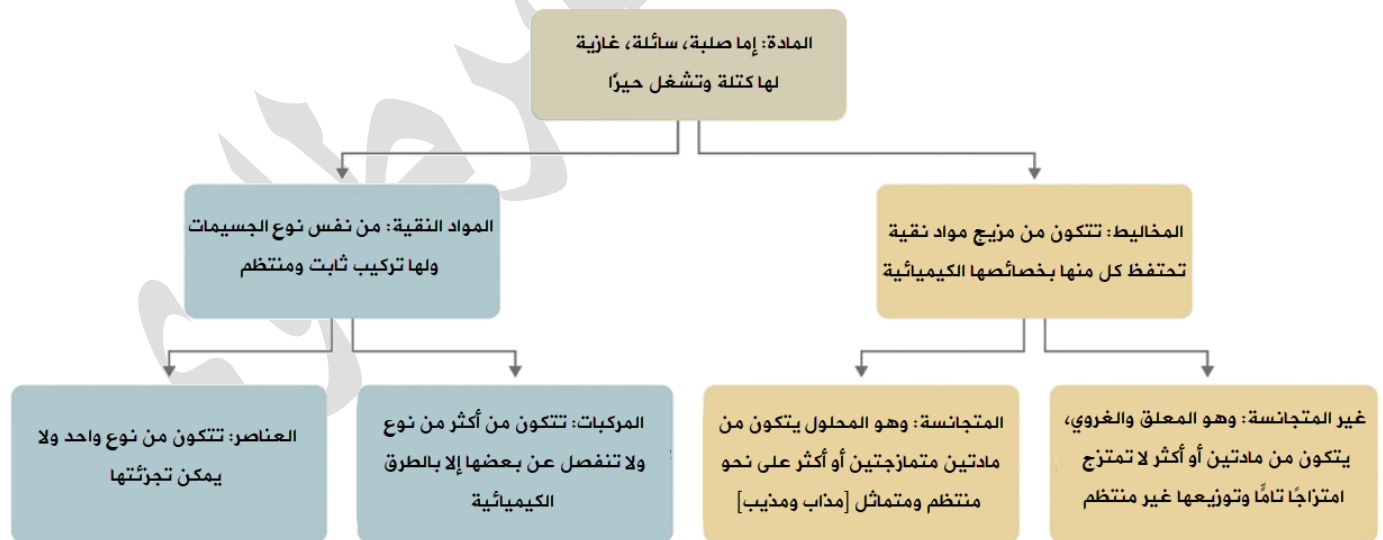 المادة: إما صلبة، سائلة، غازية
لها كتلة وتشغل حيزًا
المخاليط: تتكون من مزيج مواد نقية
تحتفظ كل منها بخصائصها الكيميائية
المواد النقية: من نفس نوع الجسيمات
ولها تركيب ثابت ومنتظم
غير المتجانسة: وهو المعلق والغروي،
يتكون من مادتين أو أكثر لا تمتزج
امتزاجًا تامًّا وتوزيعها غير منتظم
المتجانسة: وهو المحلول يتكون من
مادتين متمازجتين أو أكثر على نحو
منتظم ومتماثل [مذاب ومذيب]
المركبات: تتكون من أكثر من نوع
ولا تنفصل عن بعضها إلا بالطرق
الكيميائية
العناصر: تتكون من نوع واحد ولا
يمكن تجزئتها